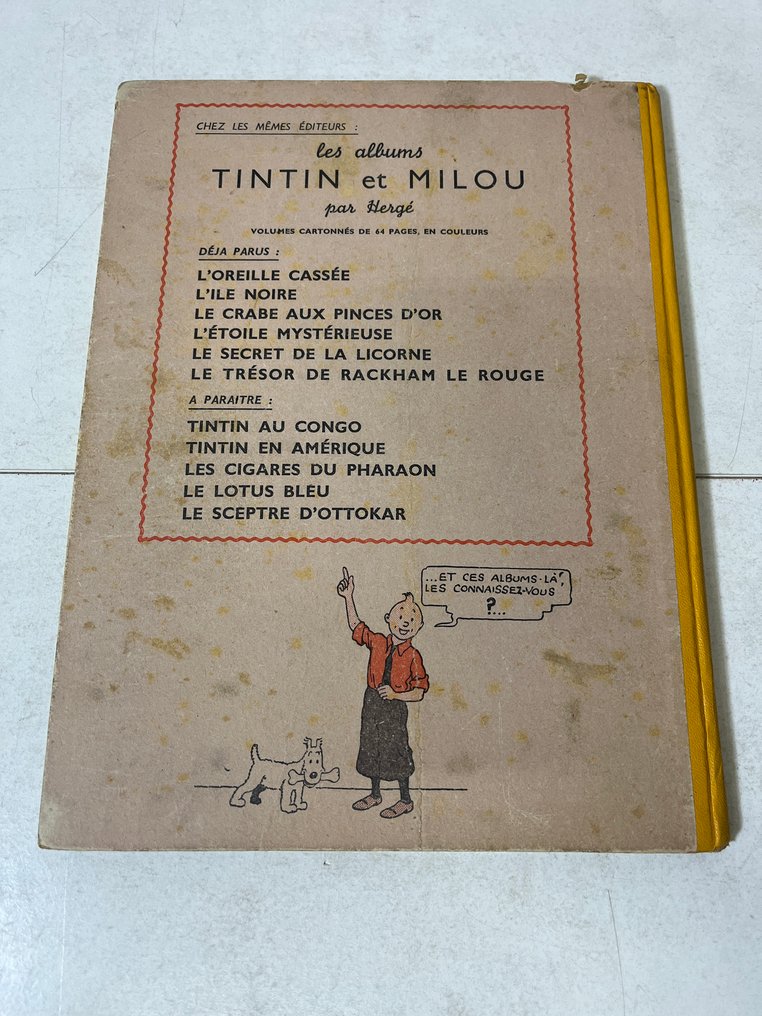 CHEZ LES MÊMES ÉDITEURS :
les albums
TINTIN et MILOU
par Hergé
VOLUMES CARTONNÉS DE 64 PAGES, EN COULEURS
DÉJA PARUS :
L'OREILLE CASSÉE
L'ILE NOIRE
LE CRABE AUX PINCES D'OR
L'ÉTOILE MYSTÉRIEUSE
LE SECRET DE LA LICORNE
LE TRÉSOR DE RACKHAM LE ROUGE
A PARAITRE :
TINTIN AU CONGO
TINTIN EN AMÉRIQUE
LES CIGARES DU PHARAON
LE LOTUS BLEU
LE SCEPTRE D'OTTOKAR
...ET CES ALBUMS-LÀ,
LES CONNAISSEZ-VOUS
?...